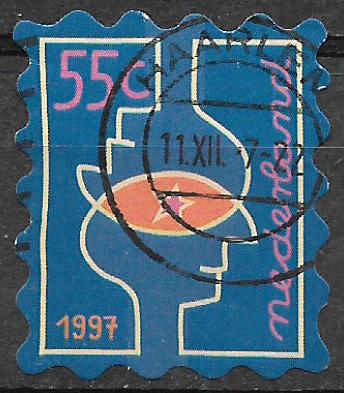 55c
HAARLEM
11.XII.97-22
nederland
1997